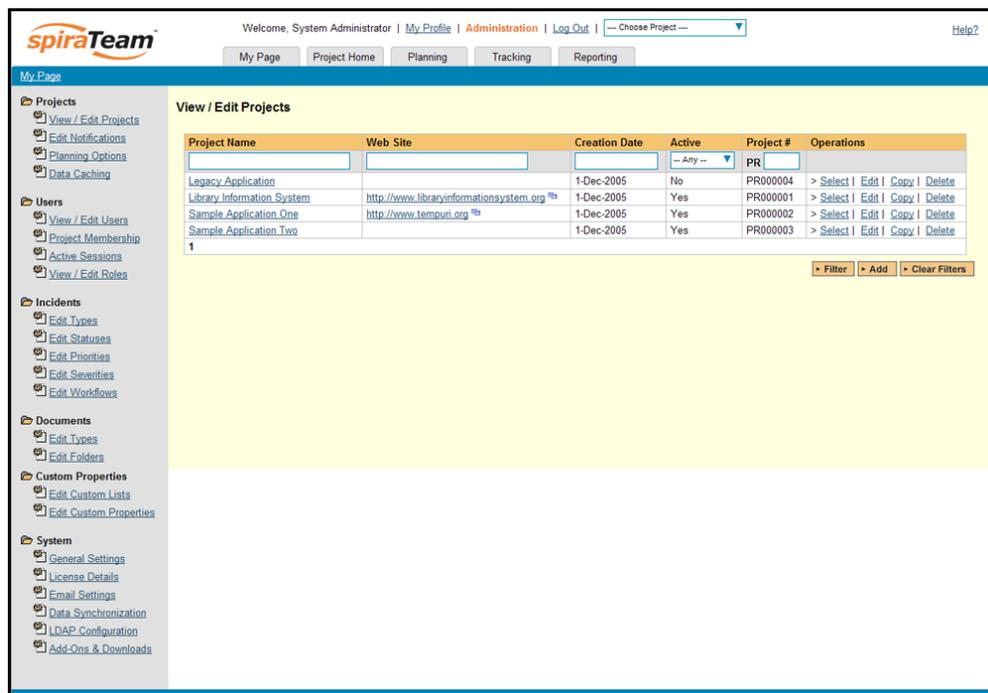 spiraTeam™
Welcome, System Administrator | My Profile | Administration | Log Out | --- Choose Project ---
Help?
My Page Project Home Planning Tracking Reporting
My Page
Projects
View / Edit Projects
Edit Notifications
Planning Options
Data Caching
Users
View / Edit Users
Project Membership
Active Sessions
View / Edit Roles
Incidents
Edit Types
Edit Statuses
Edit Priorities
Edit Severities
Edit Workflows
Documents
Edit Types
Edit Folders
Custom Properties
Edit Custom Lists
Edit Custom Properties
System
General Settings
License Details
Email Settings
Data Synchronization
LDAP Configuration
Add-Ons & Downloads
View / Edit Projects
Project Name Web Site Creation Date Active Project # Operations
-- Any -- PR
Legacy Application 1-Dec-2005 No PR000004 > Select | Edit | Copy | Delete
Library Information System http://www.libraryinformationsystem.org 1-Dec-2005 Yes PR000001 > Select | Edit | Copy | Delete
Sample Application One http://www.tempuri.org 1-Dec-2005 Yes PR000002 > Select | Edit | Copy | Delete
Sample Application Two 1-Dec-2005 Yes PR000003 > Select | Edit | Copy | Delete
1
Filter Add Clear Filters